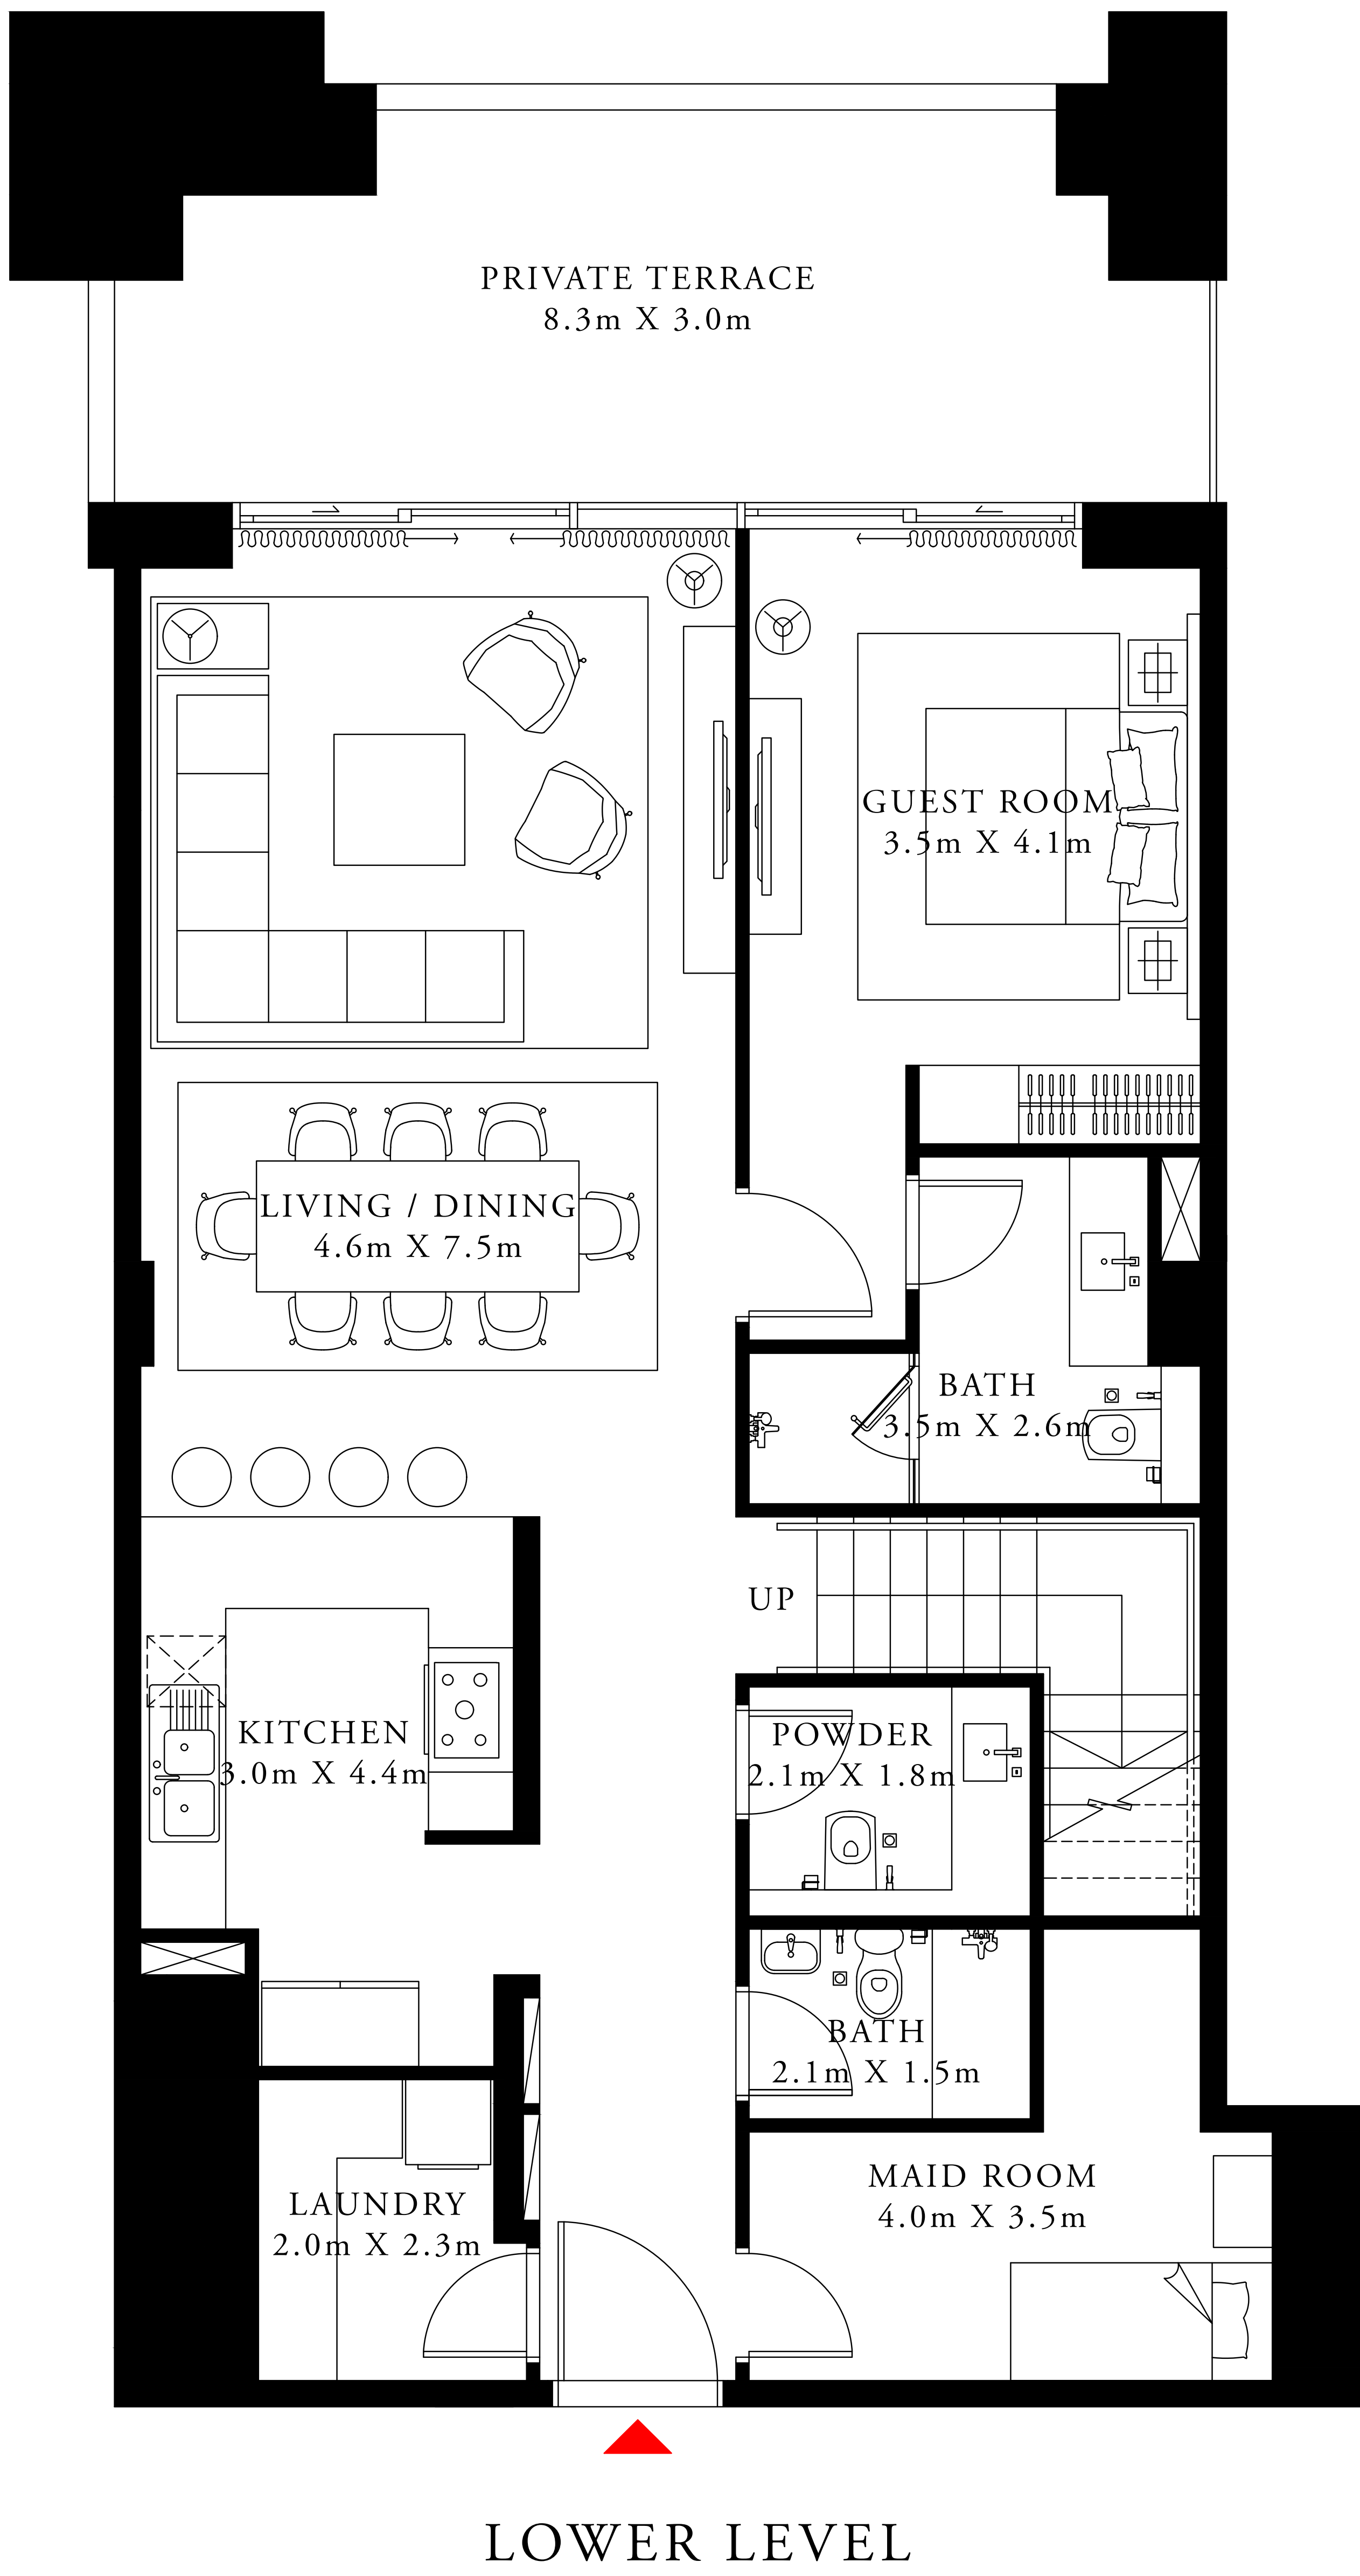 PRIVATE TERRACE
8.3m X 3.0m
GUEST ROOM
3.5m X 4.1m
LIVING / DINING
4.6m X 7.5m
BATH
3.5m X 2.6m
UP
KITCHEN
3.0m X 4.4m
POWDER
2.1m X 1.8m
BATH
2.1m X 1.5m
MAID ROOM
4.0m X 3.5m
LAUNDRY
2.0m X 2.3m
LOWER LEVEL